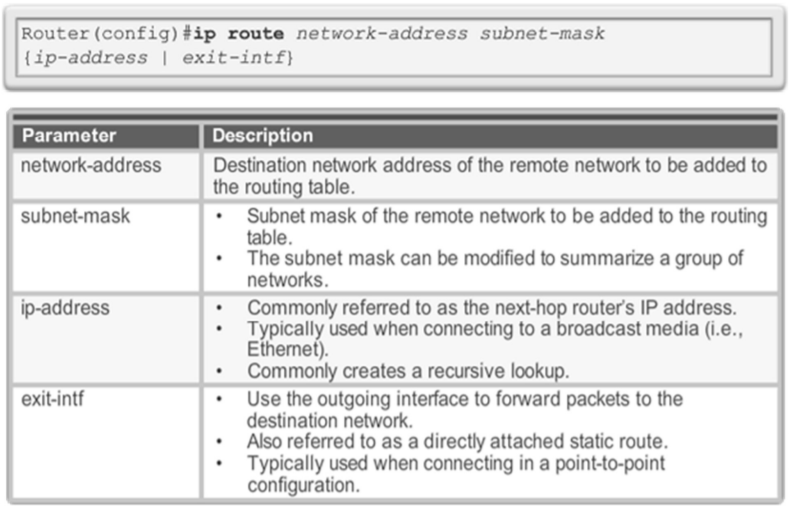 Router(config)#ip route network-address subnet-mask
{ip-address | exit-intf}
Parameter Description
network-address Destination network address of the remote network to be added to
the routing table.
subnet-mask • Subnet mask of the remote network to be added to the routing
table.
• The subnet mask can be modified to summarize a group of
networks.
ip-address • Commonly referred to as the next-hop router's IP address.
• Typically used when connecting to a broadcast media (i.e.,
Ethernet).
• Commonly creates a recursive lookup.
exit-intf • Use the outgoing interface to forward packets to the
destination network.
• Also referred to as a directly attached static route.
• Typically used when connecting in a point-to-point
configuration.